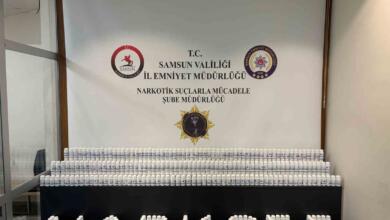 T.C.
SAMSUN VALİLİĞİ
İL EMNİYET MÜDÜRLÜĞÜ
NARKOTİK SUÇLARLA MÜCADELE
ŞUBE MÜDÜRLÜĞÜ